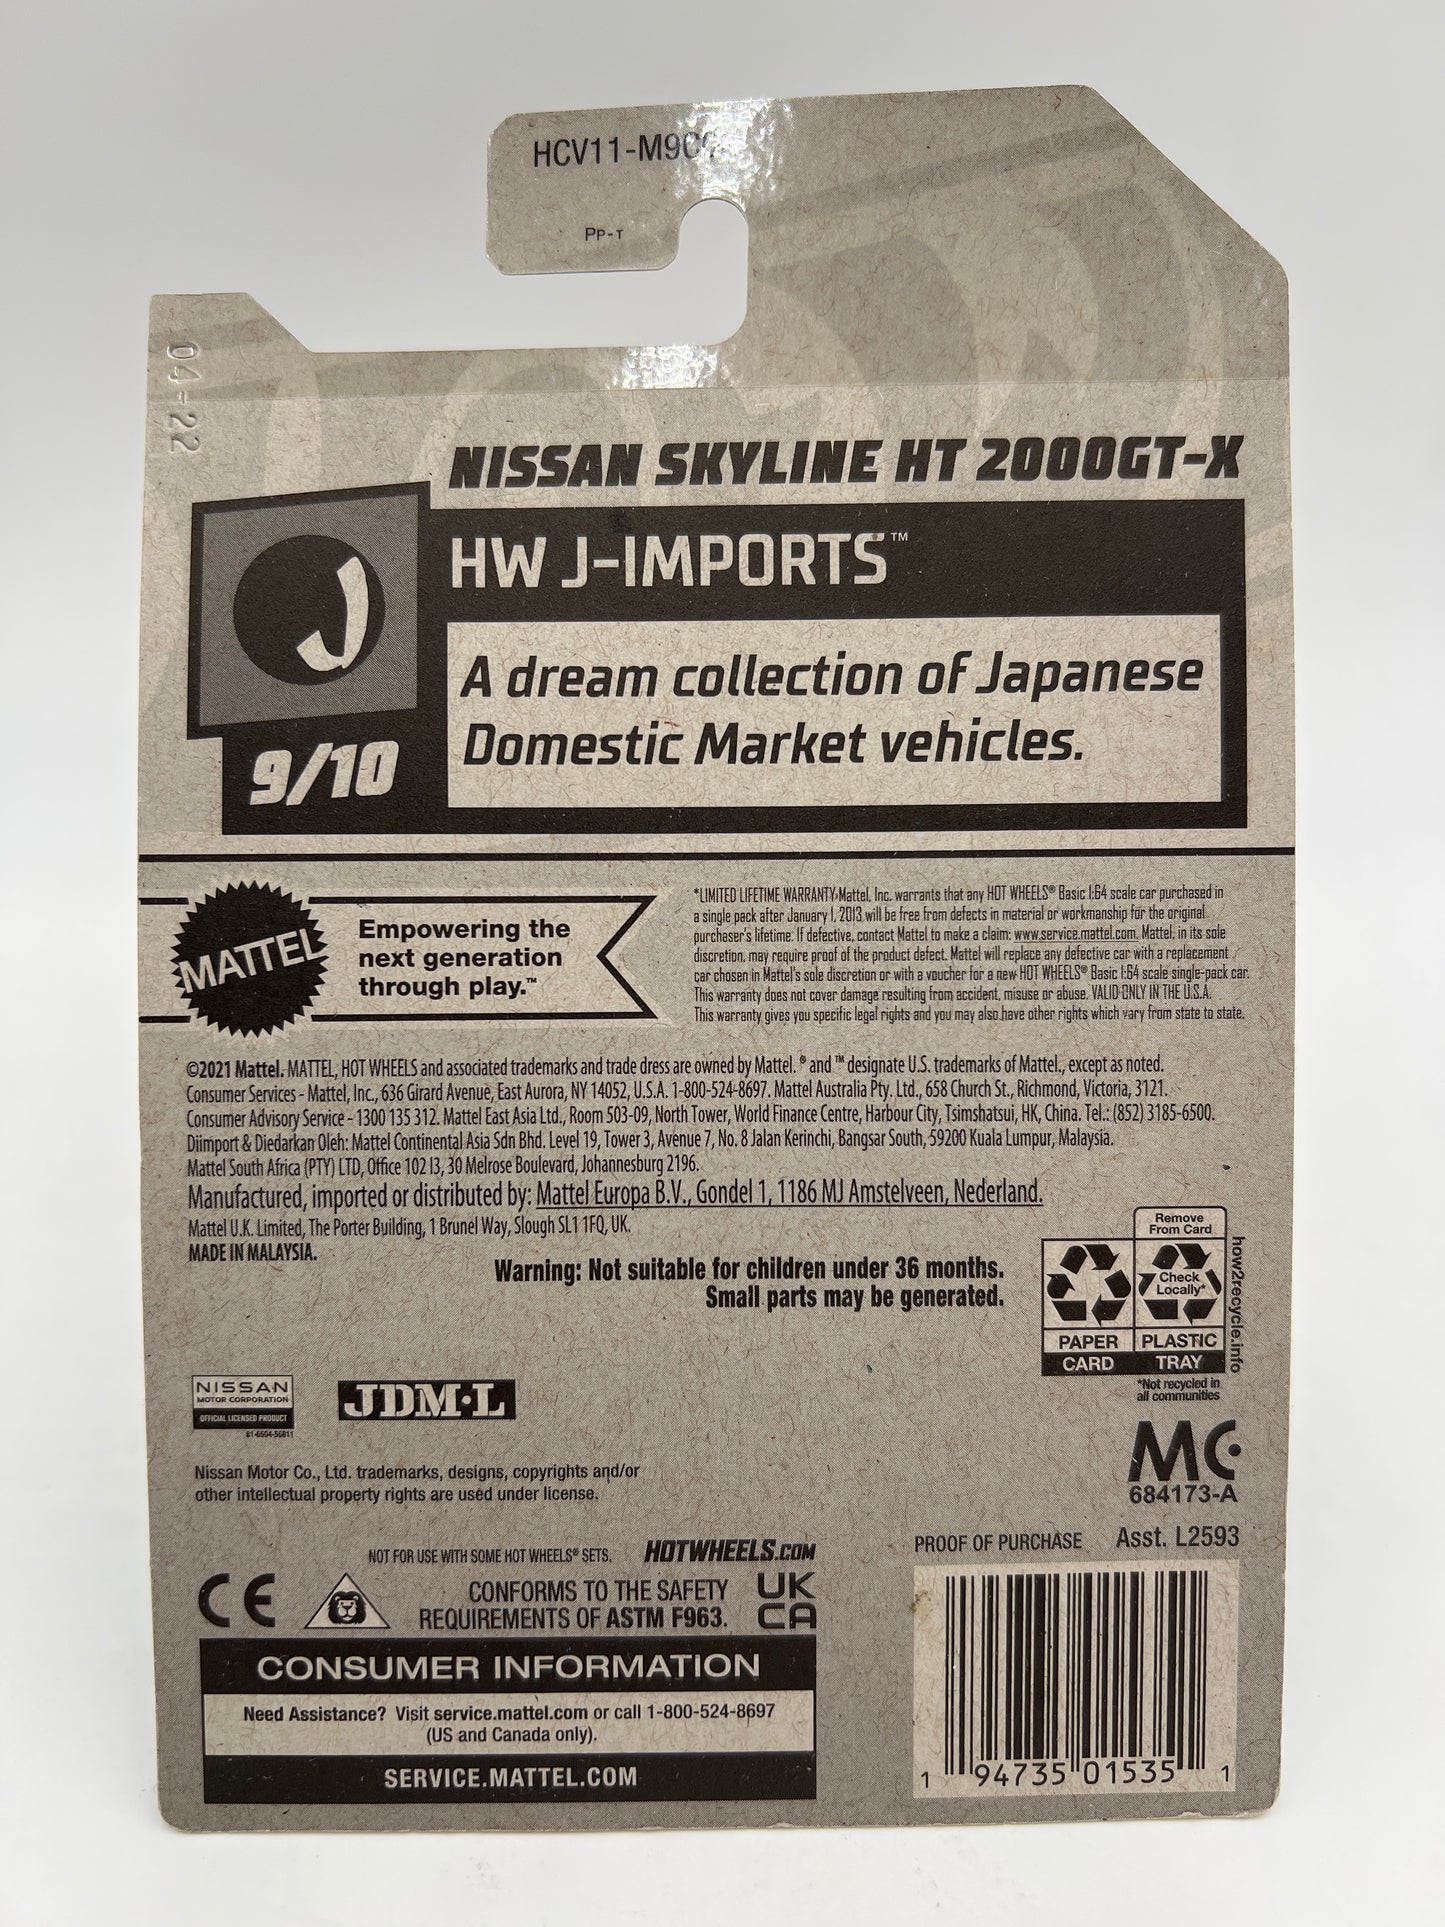 HCV11-M9C
PP-T
04-22
NISSAN SKYLINE HT 2000GT-X
J
HW J-IMPORTS™
A dream collection of Japanese
Domestic Market vehicles.
9/10
MATTEL
Empowering the
next generation
through play.™
*LIMITED LIFETIME WARRANTY: Mattel, Inc. warrants that any HOT WHEELS® Basic 1:64 scale car purchased in
a single pack after January 1, 2013 will be free from defects in material or workmanship for the original
purchaser's lifetime. If defective, contact Mattel to make a claim: www.service.mattel.com. Mattel, in its sole
discretion, may require proof of the product defect. Mattel will replace any defective car with a replacement
car chosen in Mattel's sole discretion or with a voucher for a new HOT WHEELS® Basic 1:64 scale single-pack car.
This warranty does not cover damage resulting from accident, misuse or abuse. VALID ONLY IN THE U.S.A.
This warranty gives you specific legal rights and you may also have other rights which vary from state to state.
©2021 Mattel. MATTEL, HOT WHEELS and associated trademarks and trade dress are owned by Mattel. ® and ™ designate U.S. trademarks of Mattel., except as noted.
Consumer Services - Mattel, Inc., 636 Girard Avenue, East Aurora, NY 14052, U.S.A. 1-800-524-8697. Mattel Australia Pty. Ltd., 658 Church St., Richmond, Victoria, 3121.
Consumer Advisory Service - 1300 135 312. Mattel East Asia Ltd., Room 503-09, North Tower, World Finance Centre, Harbour City, Tsimshatsui, HK, China. Tel.: (852) 3185-6500.
Diimport & Diedarkan Oleh: Mattel Continental Asia Sdn Bhd. Level 19, Tower 3, Avenue 7, No. 8 Jalan Kerinchi, Bangsar South, 59200 Kuala Lumpur, Malaysia.
Mattel South Africa (PTY) LTD, Office 102 I3, 30 Melrose Boulevard, Johannesburg 2196.
Manufactured, imported or distributed by: Mattel Europa B.V., Gondel 1, 1186 MJ Amstelveen, Nederland.
Mattel U.K. Limited, The Porter Building, 1 Brunel Way, Slough SL1 1FQ, UK.
MADE IN MALAYSIA.
Warning: Not suitable for children under 36 months.
Small parts may be generated.
Remove
From Card
Check
Locally*
PAPER
PLASTIC
CARD
TRAY
how2recycle.info
*Not recycled in
all communities
NISSAN
MOTOR CORPORATION
OFFICIAL LICENSED PRODUCT
61-6504-56811
JDM·L
MC
684173-A
Nissan Motor Co., Ltd. trademarks, designs, copyrights and/or
other intellectual property rights are used under license.
PROOF OF PURCHASE Asst. L2593
NOT FOR USE WITH SOME HOT WHEELS® SETS. HOTWHEELS.COM
CE
CONFORMS TO THE SAFETY
REQUIREMENTS OF ASTM F963.
UK
CA
CONSUMER INFORMATION
Need Assistance? Visit service.mattel.com or call 1-800-524-8697
(US and Canada only).
SERVICE.MATTEL.COM
1 94735 01535 1